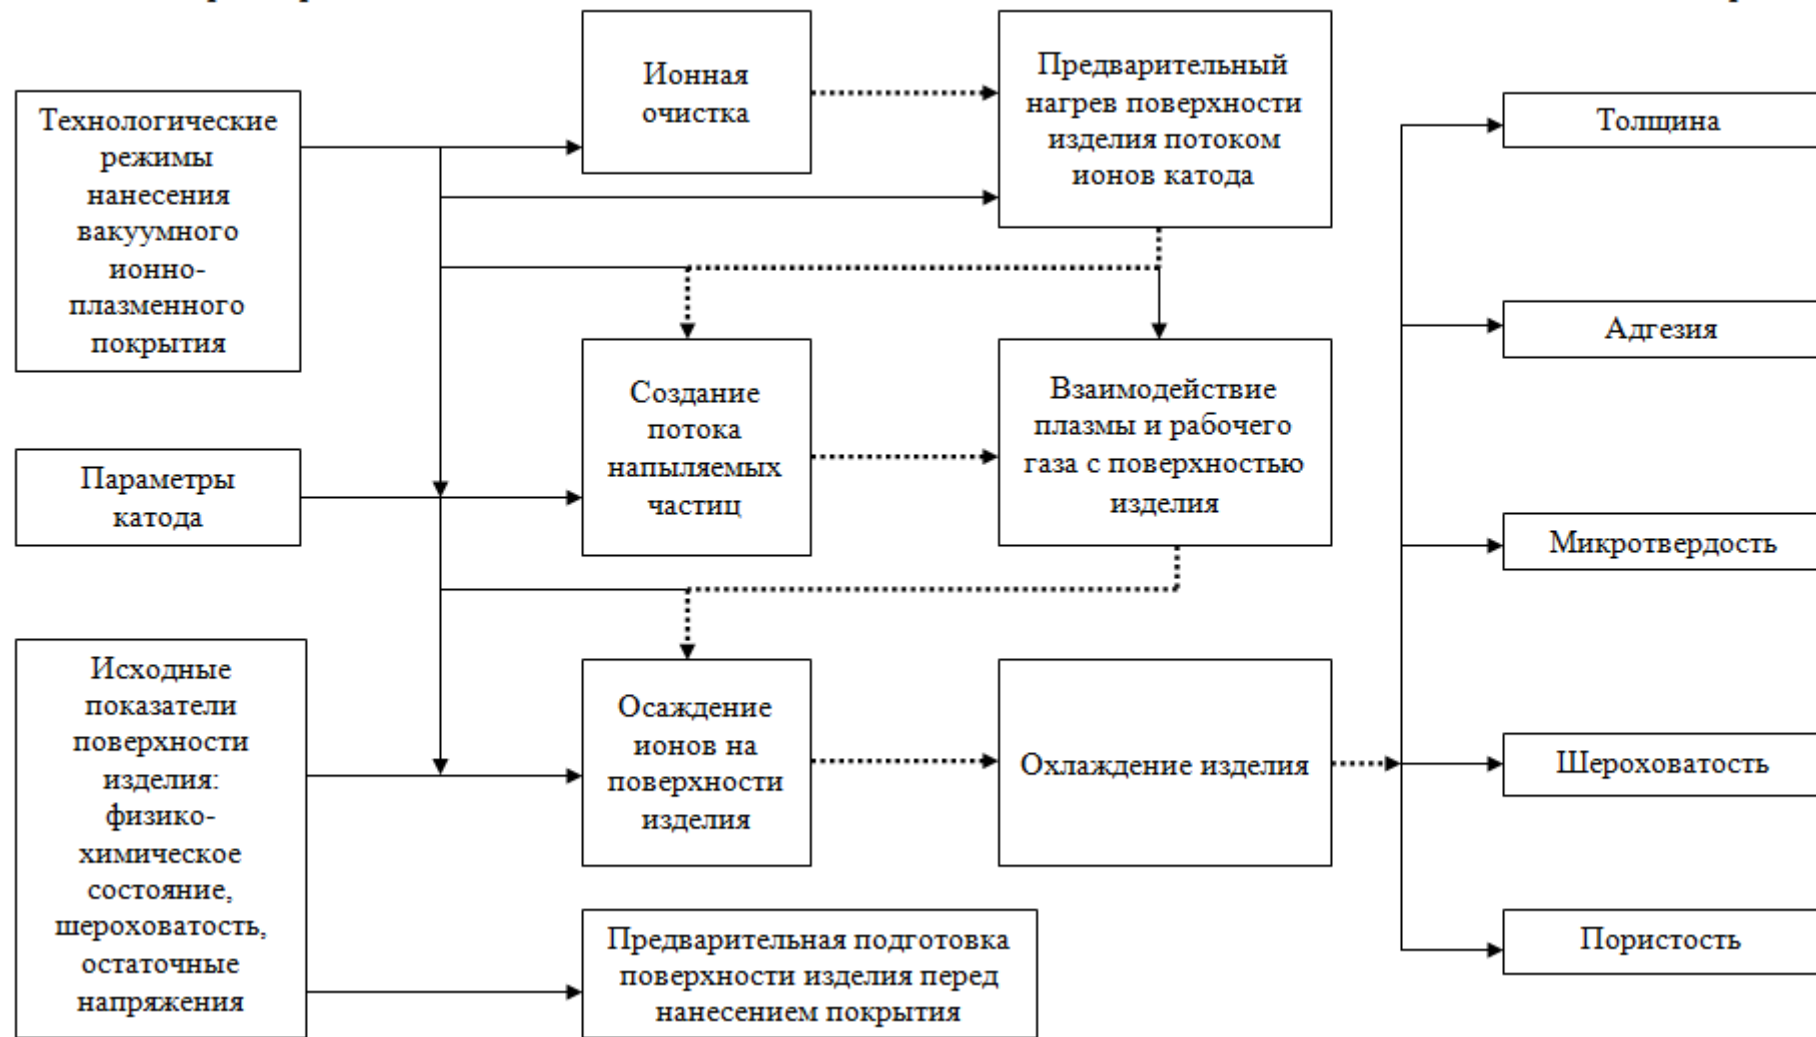 Технологические
режимы
нанесения
вакуумного
ионно-
плазменного
покрытия
Параметры
катода
Исходные
показатели
поверхности
изделия:
физико-
химическое
состояние,
шероховатость,
остаточные
напряжения
Ионная
очистка
Предварительный
нагрев поверхности
изделия потоком
ионов катода
Создание
потока
напыляемых
частиц
Взаимодействие
плазмы и рабочего
газа с поверхностью
изделия
Осаждение
ионов на
поверхности
изделия
Охлаждение изделия
Предварительная подготовка
поверхности изделия перед
нанесением покрытия
Толщина
Адгезия
Микротвердость
Шероховатость
Пористость